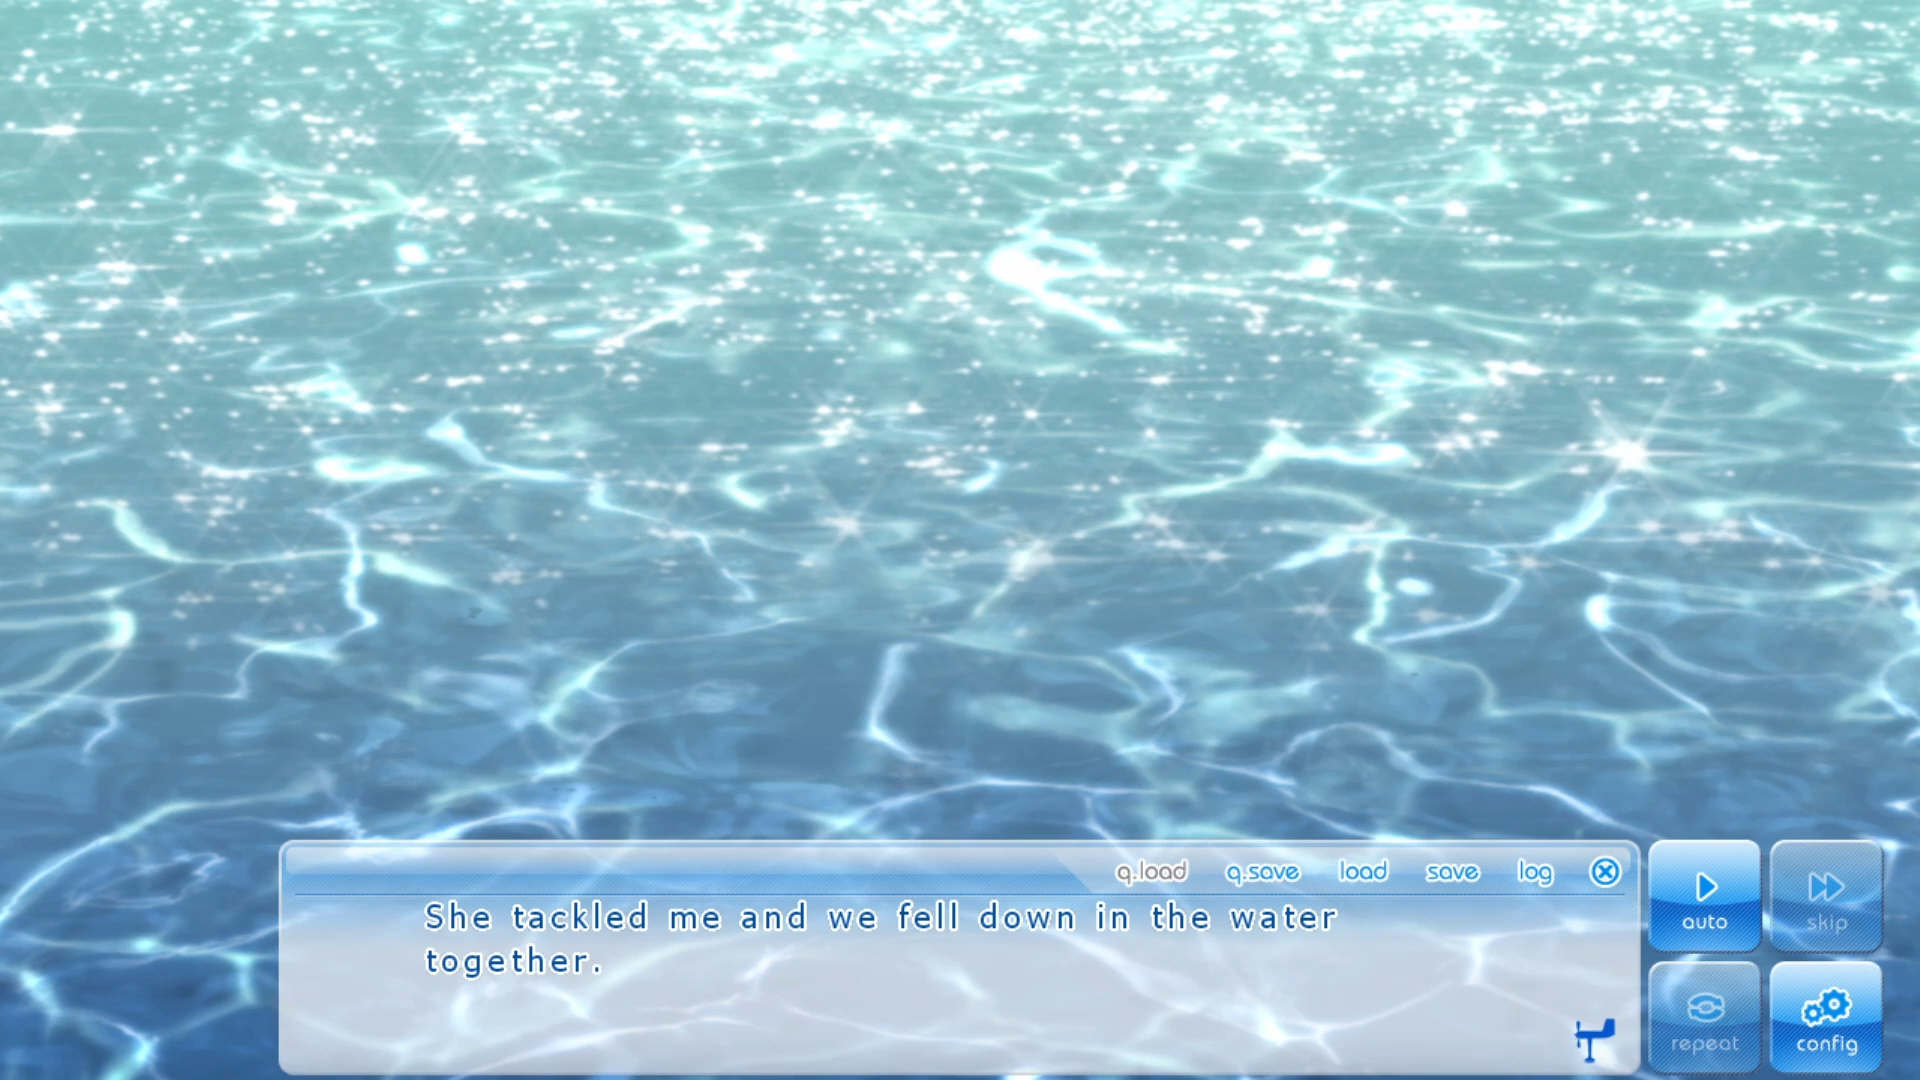 q.load q.save load save log
She tackled me and we fell down in the water
together.
auto
skip
repeat
config